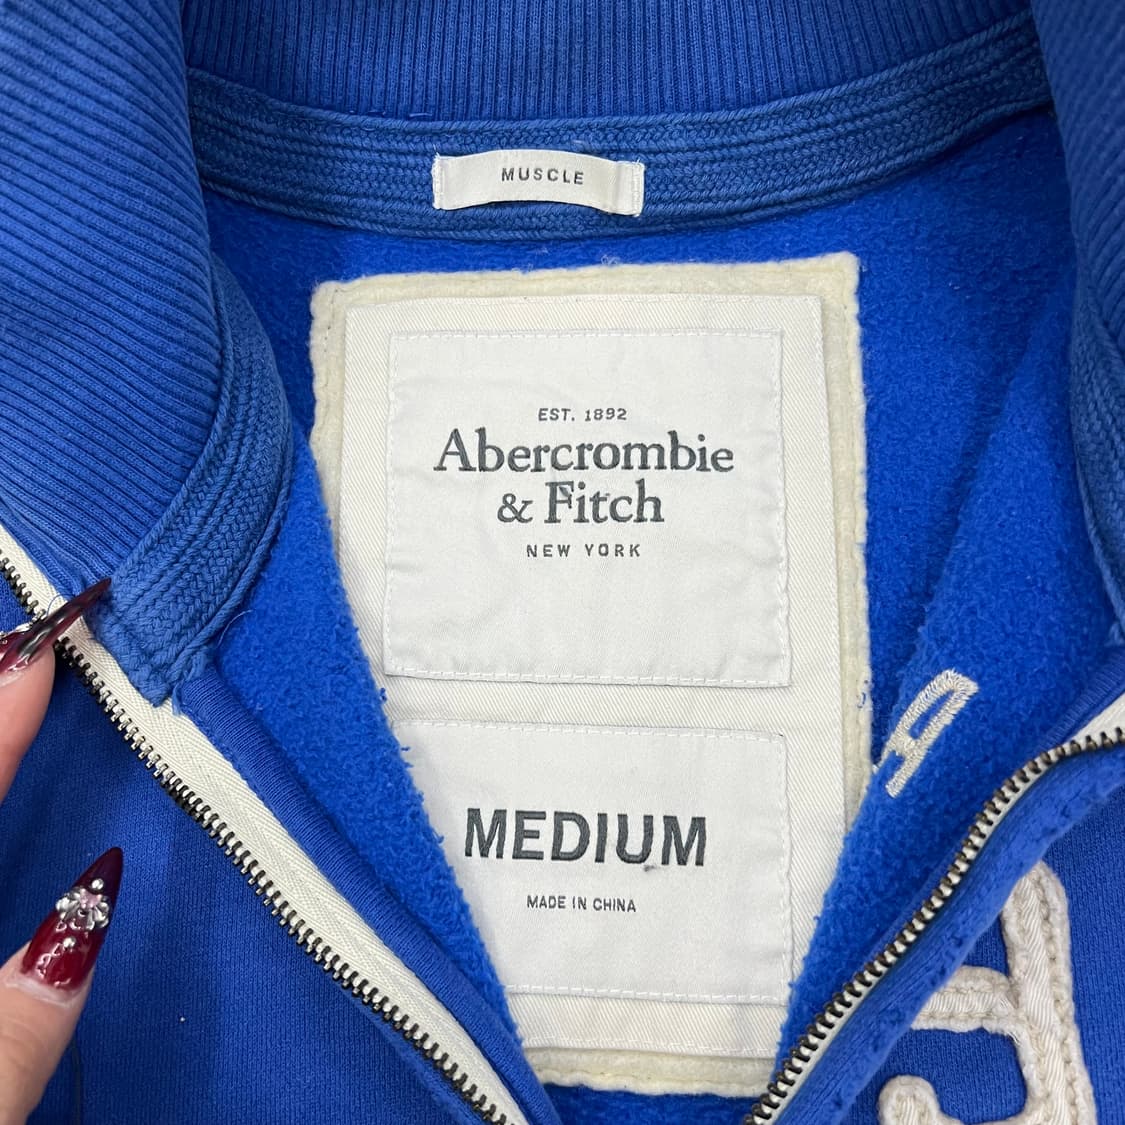 MUSCLE
EST. 1892
Abercrombie
& Fitch
NEW YORK
MEDIUM
MADE IN CHINA